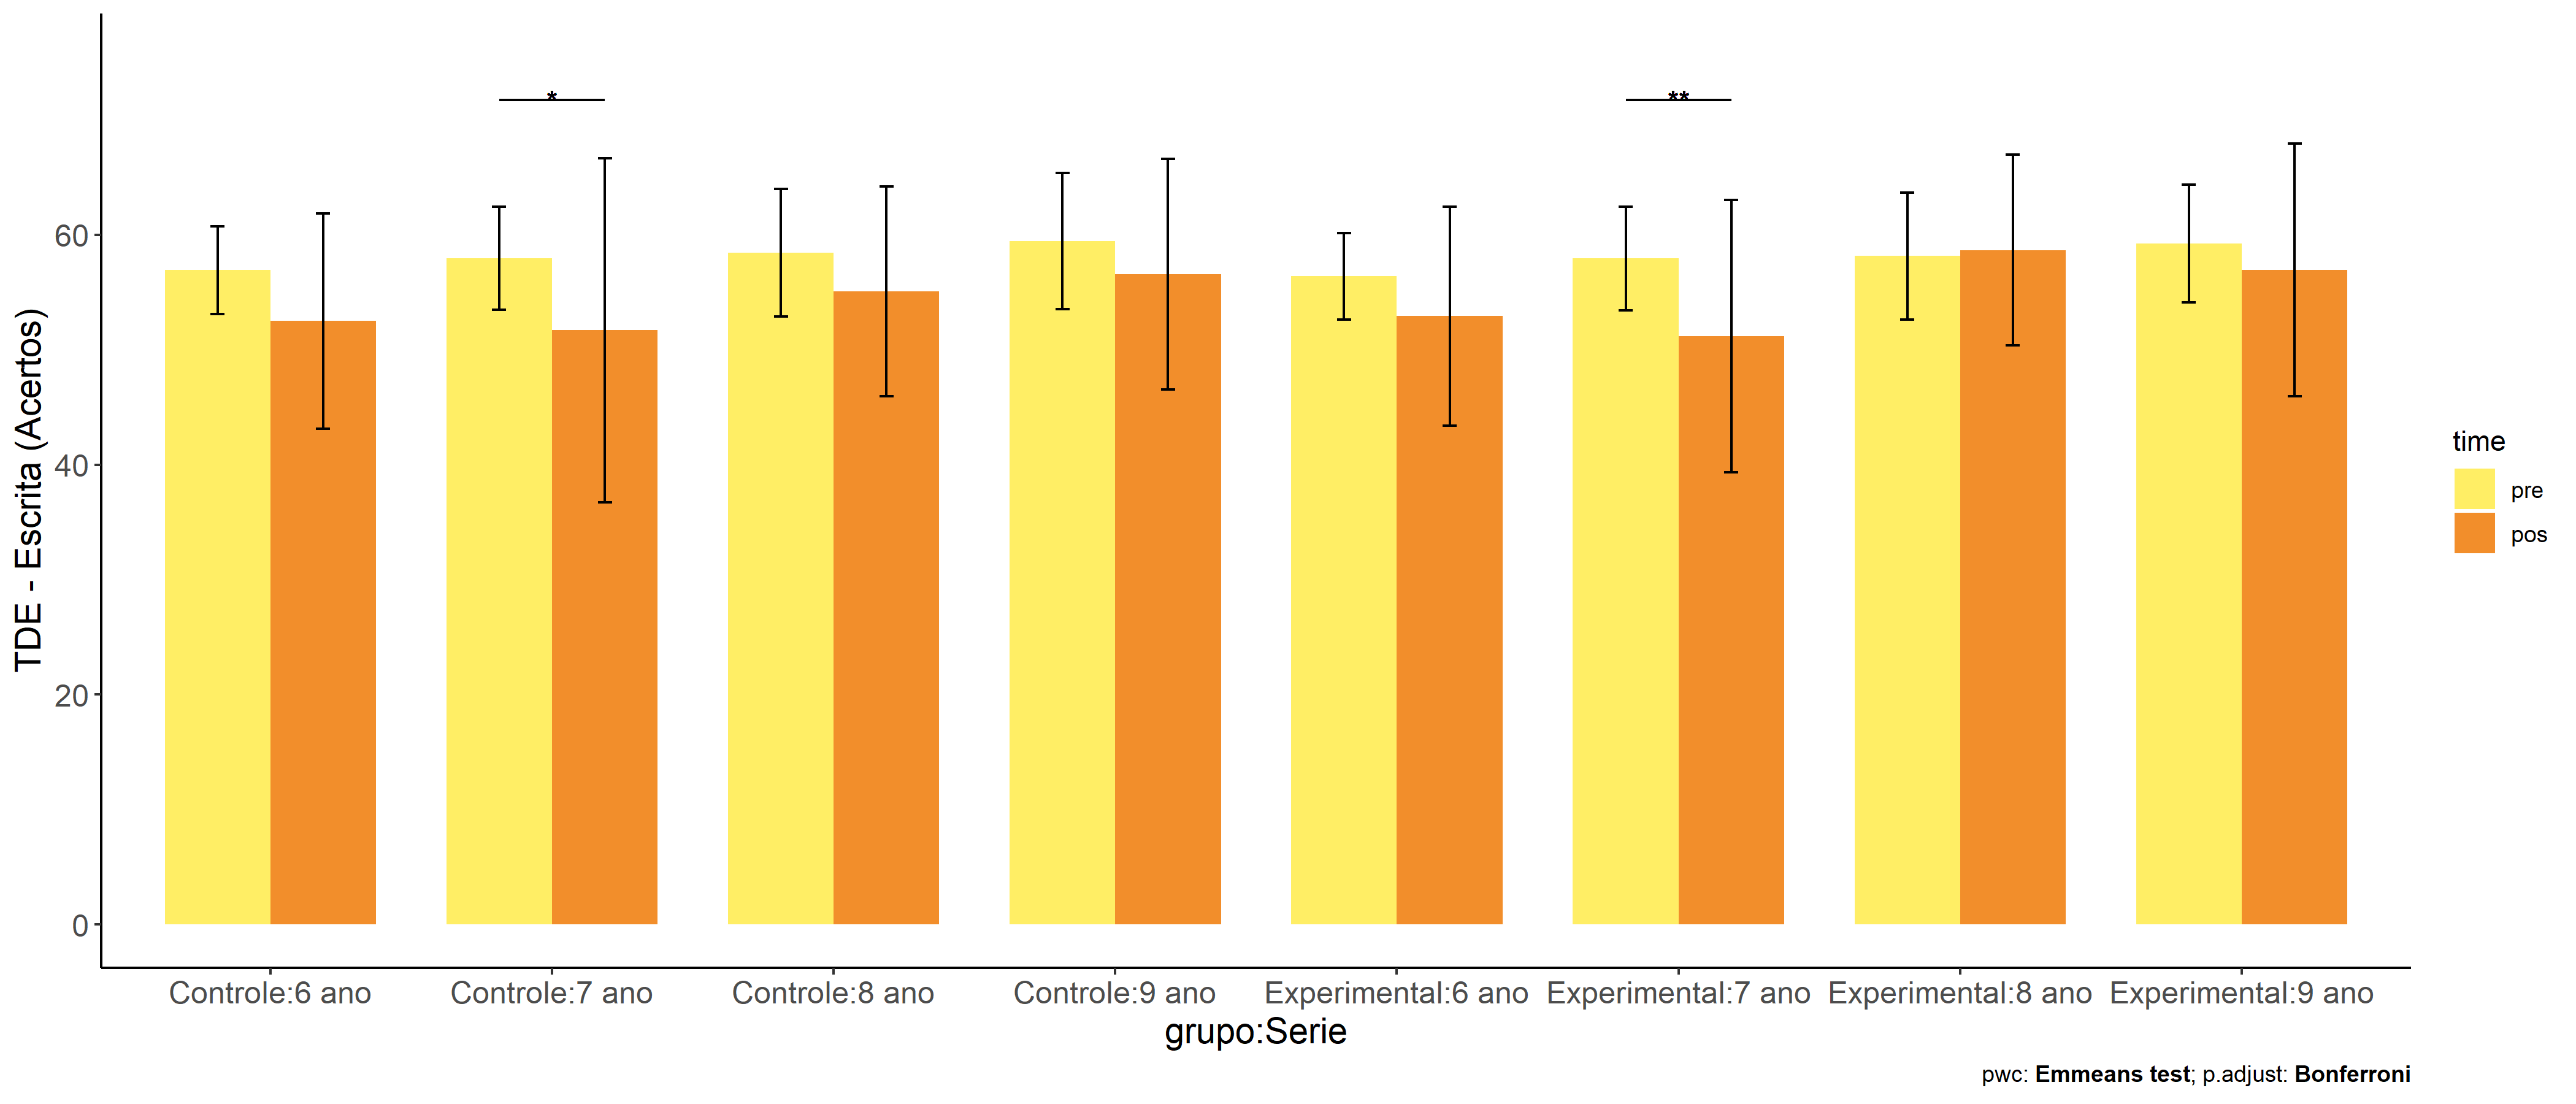 *
**
TDE - Escrita (Acertos)
60
40
20
0
Controle:6 ano
Controle:7 ano
Controle:8 ano
Controle:9 ano
Experimental:6 ano
Experimental:7 ano
Experimental:8 ano
Experimental:9 ano
grupo:Serie
time
pre
pos
pwc: Emmeans test; p.adjust: Bonferroni